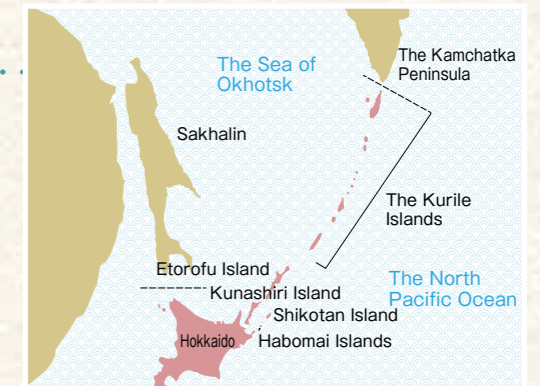 The Sea of
Okhotsk
The Kamchatka
Peninsula
Sakhalin
The Kurile
Islands
Etorofu Island
Kunashiri Island
The North
Pacific Ocean
Shikotan Island
Hokkaido
Habomai Islands